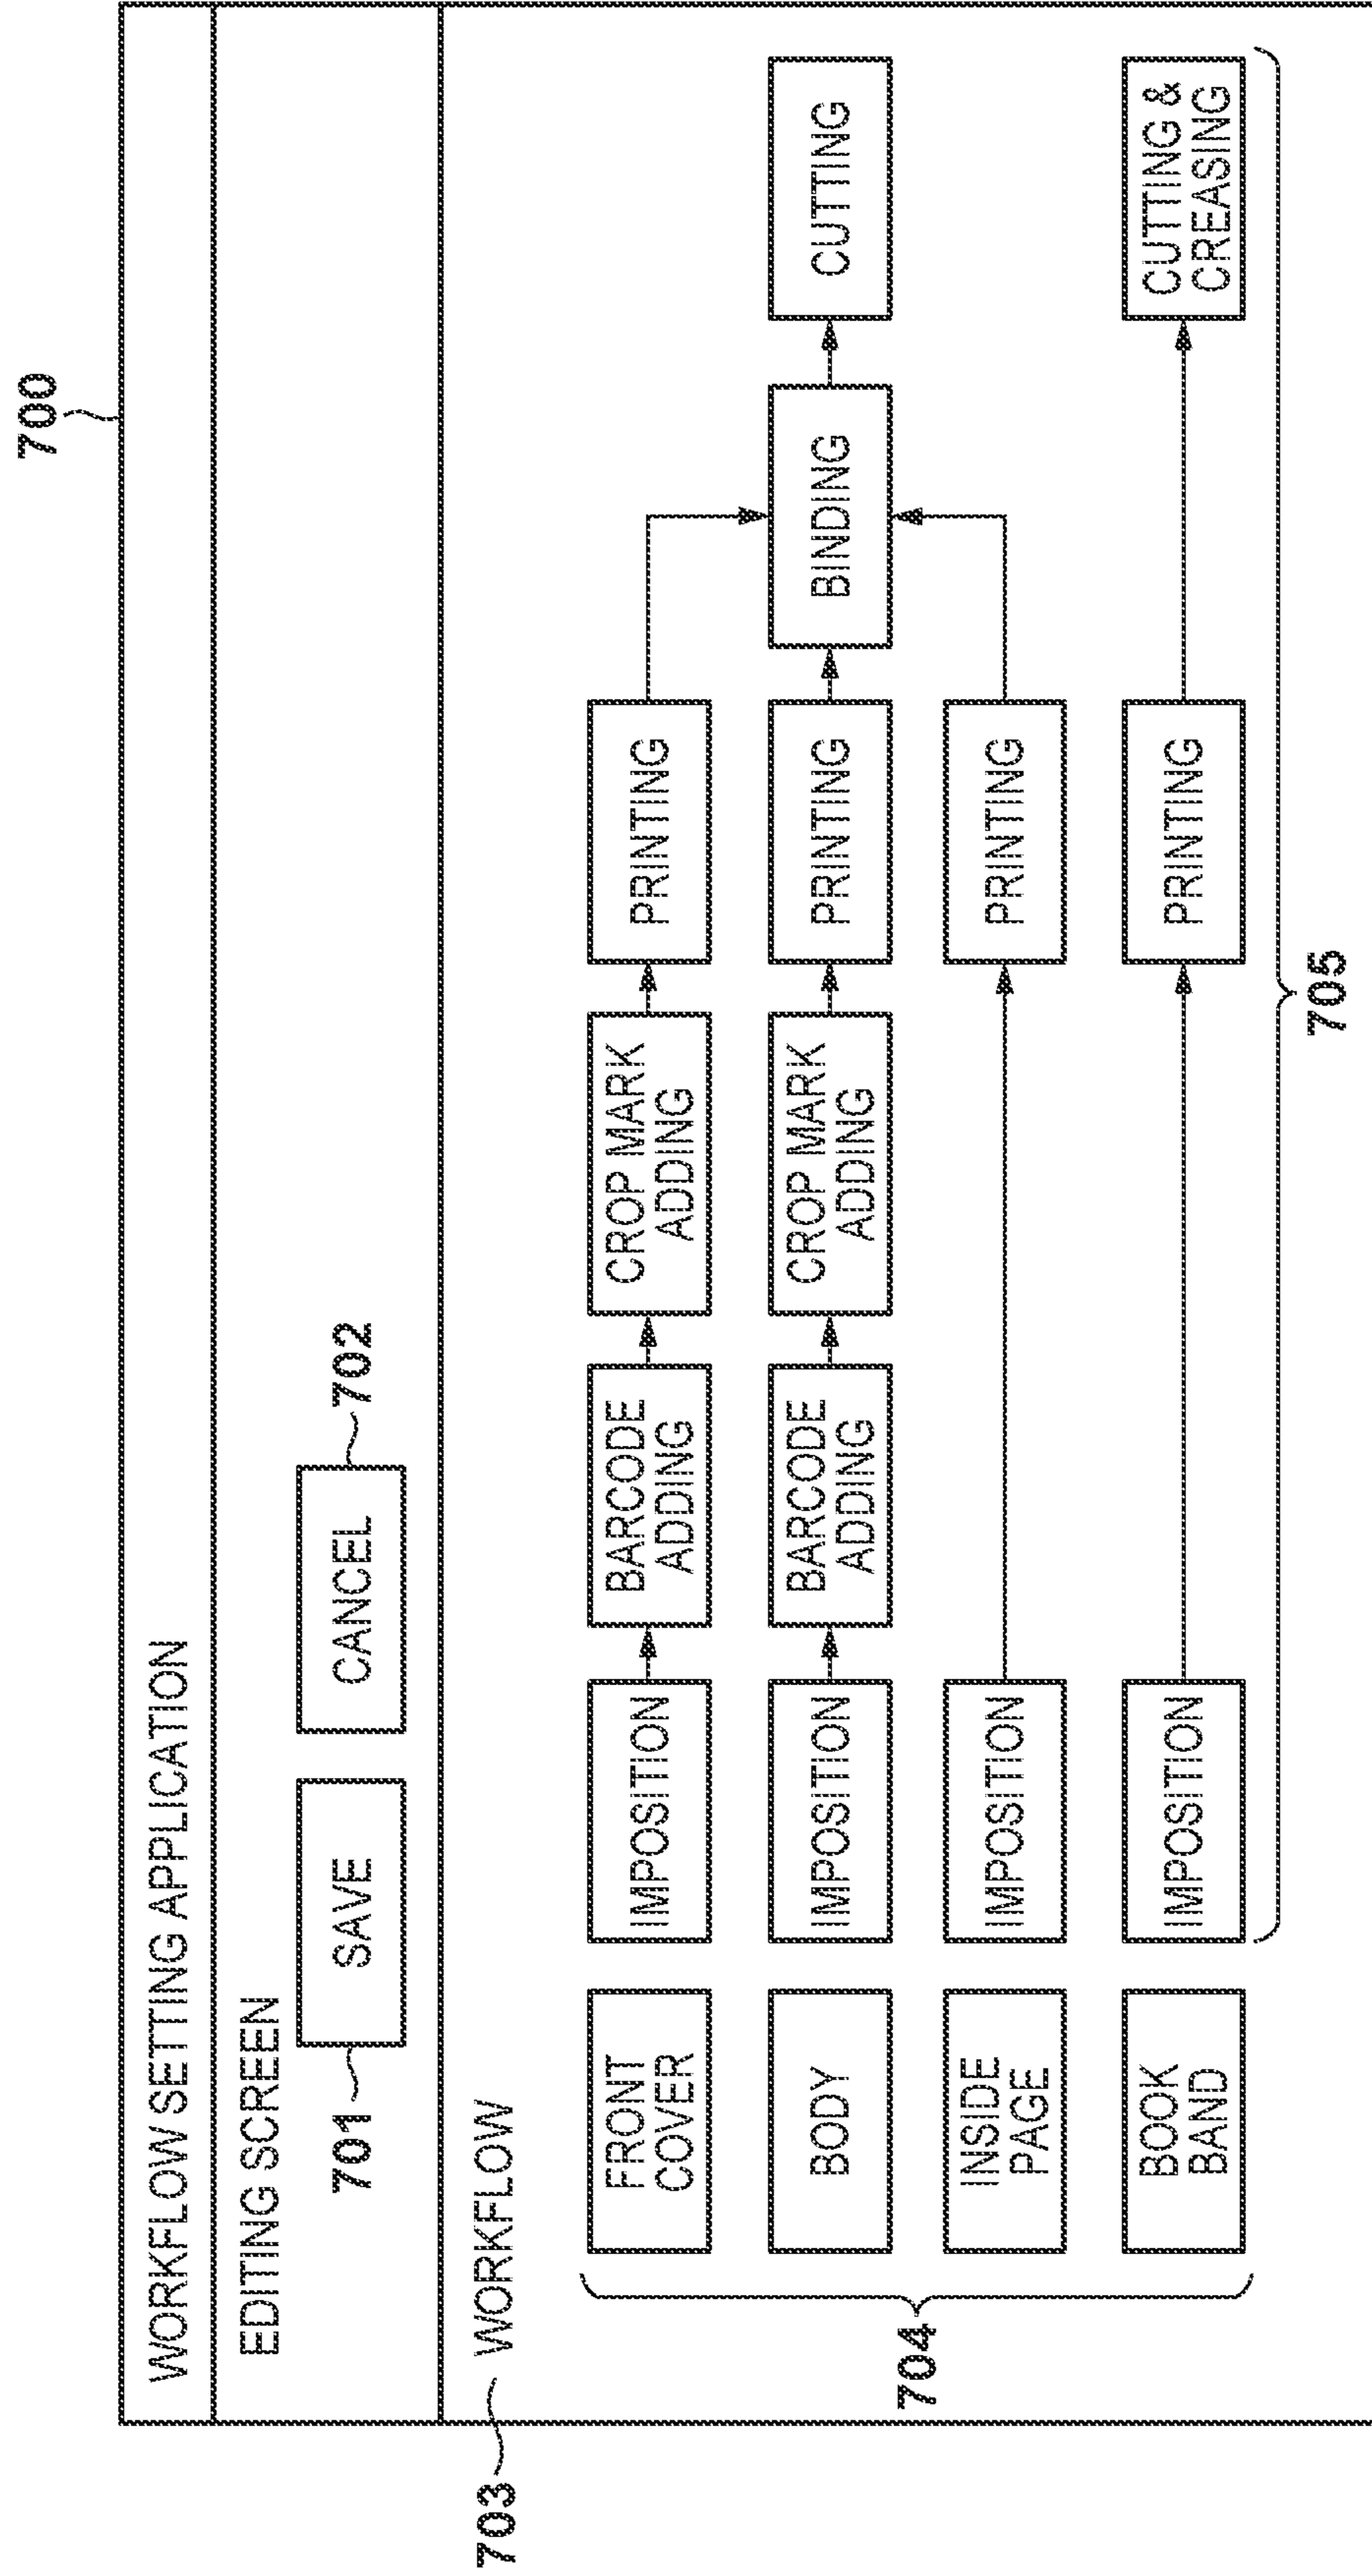 700
WORKFLOW SETTING APPLICATION
EDITING SCREEN
701
SAVE
CANCEL
702
703
WORKFLOW
704
FRONT
COVER
IMPOSITION
BARCODE
ADDING
CROP MARK
ADDING
PRINTING
BODY
IMPOSITION
BARCODE
ADDING
CROP MARK
ADDING
PRINTING
BINDING
CUTTING
INSIDE
PAGE
IMPOSITION
PRINTING
BOOK
BAND
IMPOSITION
PRINTING
CUTTING &
CREASING
705